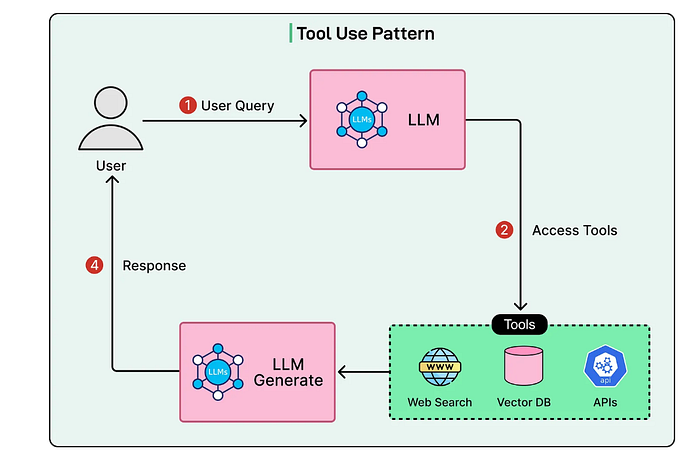 Tool Use Pattern
1 User Query
LLMs
LLM
User
2 Access Tools
4 Response
Tools
LLMs
LLM
Generate
WWW
api
Web Search
Vector DB
APIs